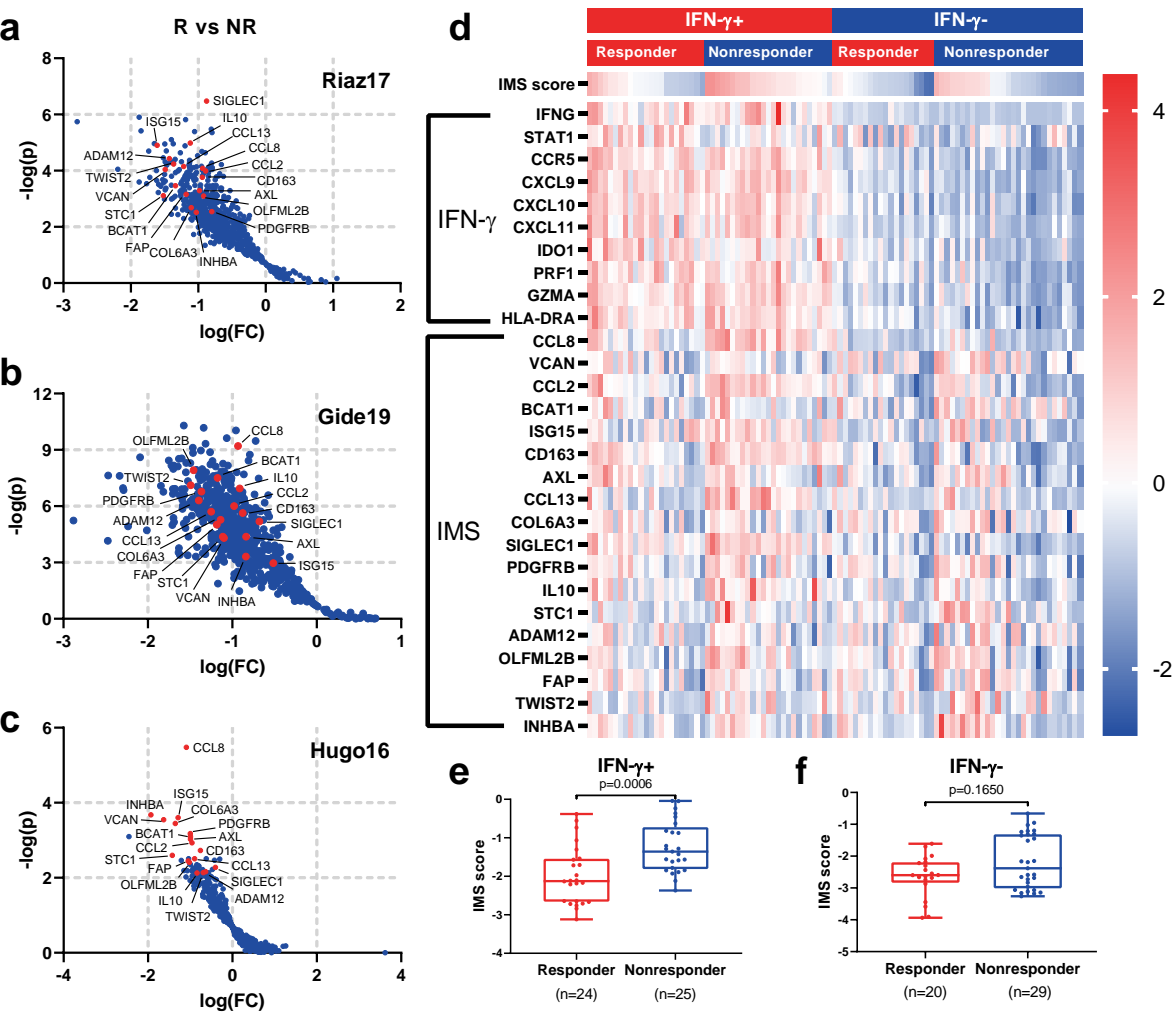 a
R vs NR
Riaz17
8
6
4
2
0
-3
-2
-1
0
1
2
-log(p)
log(FC)
SIGLEC1
ISG15
IL10
CCL13
ADAM12
CCL8
TWIST2
CCL2
CD163
VCAN
AXL
STC1
OLFML2B
BCAT1
PDGFRB
FAP
COL6A3
INHBA
b
Gide19
12
9
6
3
0
-3
-2
-1
0
1
-log(p)
log(FC)
OLFML2B
CCL8
BCAT1
TWIST2
IL10
PDGFRB
CCL2
CD163
ADAM12
SIGLEC1
CCL13
COL6A3
AXL
FAP
ISG15
STC1
VCAN
INHBA
c
Hugo16
6
4
2
0
-4
-2
0
2
4
-log(p)
log(FC)
CCL8
ISG15
INHBA
COL6A3
VCAN
PDGFRB
BCAT1
AXL
CCL2
CD163
STC1
CCL13
FAP
SIGLEC1
OLFML2B
ADAM12
IL10
TWIST2
d
IFN-γ+
IFN-γ-
Responder
Nonresponder
Responder
Nonresponder
IMS score
IFNG
STAT1
CCR5
CXCL9
CXCL10
CXCL11
IDO1
PRF1
GZMA
HLA-DRA
CCL8
VCAN
CCL2
BCAT1
ISG15
CD163
AXL
CCL13
COL6A3
SIGLEC1
PDGFRB
IL10
STC1
ADAM12
OLFML2B
FAP
TWIST2
INHBA
IFN-γ
IMS
4
2
0
-2
e
IFN-γ+
p=0.0006
0
-1
-2
-3
-4
IMS score
Responder
Nonresponder
(n=24)
(n=25)
f
IFN-γ-
p=0.1650
0
-1
-2
-3
-4
-5
IMS score
Responder
Nonresponder
(n=20)
(n=29)